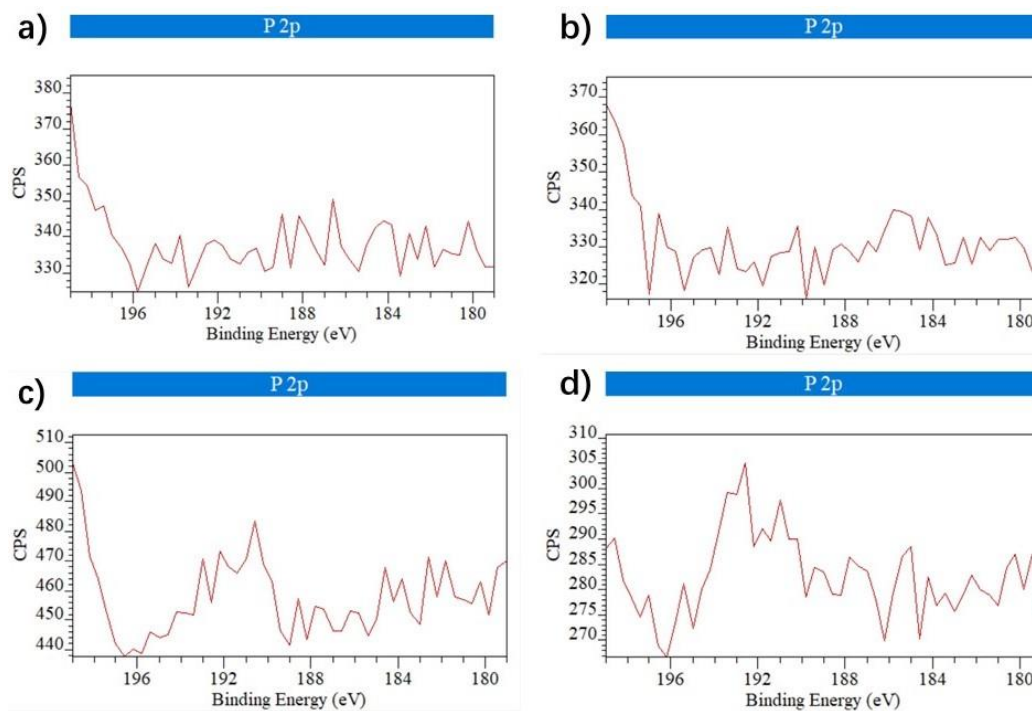 a)
P 2p
380
370
360
350
340
330
CPS
196 192 188 184 180
Binding Energy (eV)
b)
P 2p
370
360
350
340
330
320
CPS
196 192 188 184 180
Binding Energy (eV)
c)
P 2p
510
500
490
480
470
460
450
440
CPS
196 192 188 184 180
Binding Energy (eV)
d)
P 2p
310
305
300
295
290
285
280
275
270
CPS
196 192 188 184 180
Binding Energy (eV)